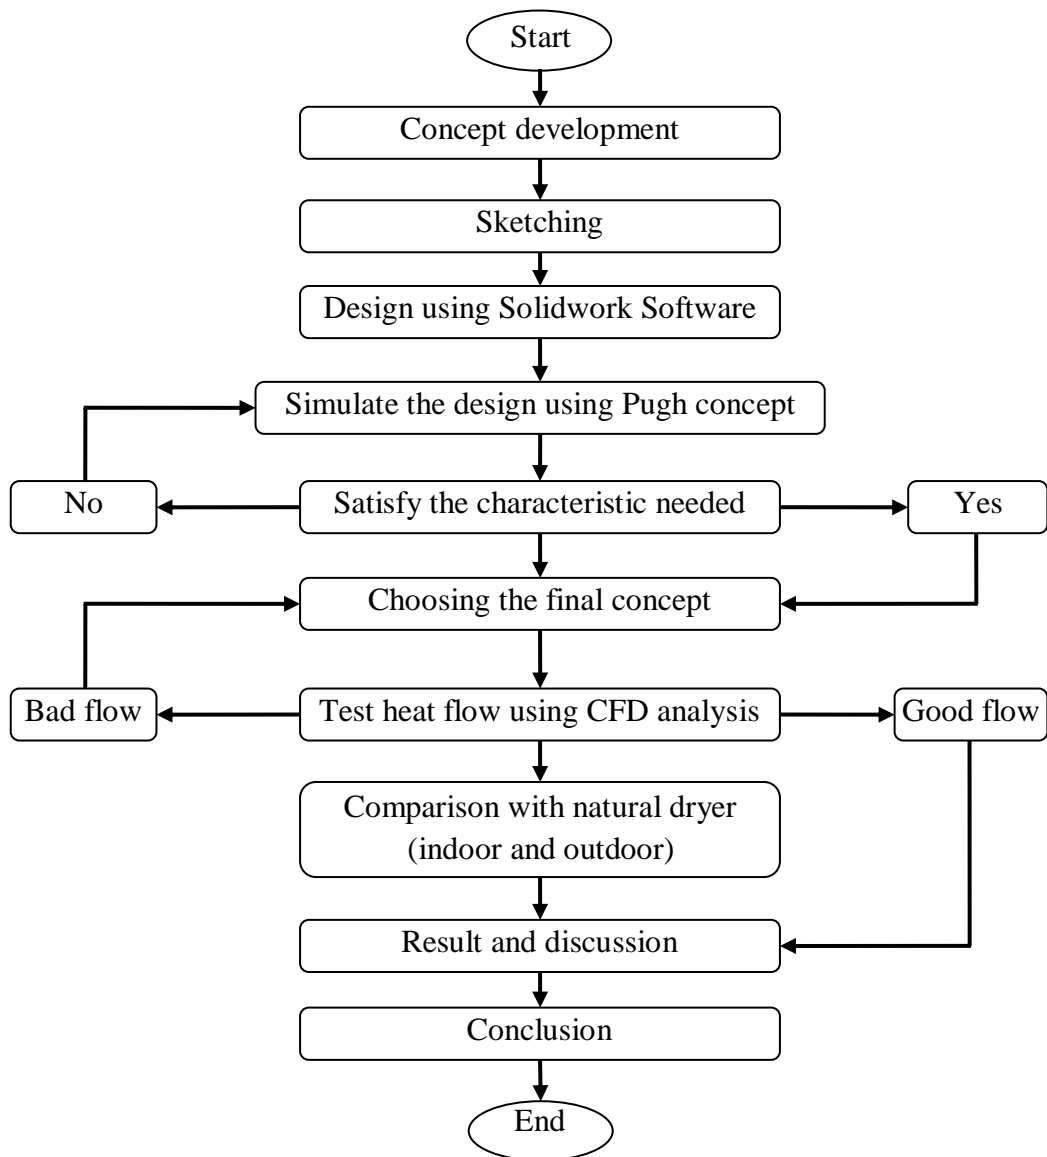 Start
Concept development
Sketching
Design using Solidwork Software
Simulate the design using Pugh concept
No
Satisfy the characteristic needed
Yes
Choosing the final concept
Bad flow
Test heat flow using CFD analysis
Good flow
Comparison with natural dryer
(indoor and outdoor)
Result and discussion
Conclusion
End